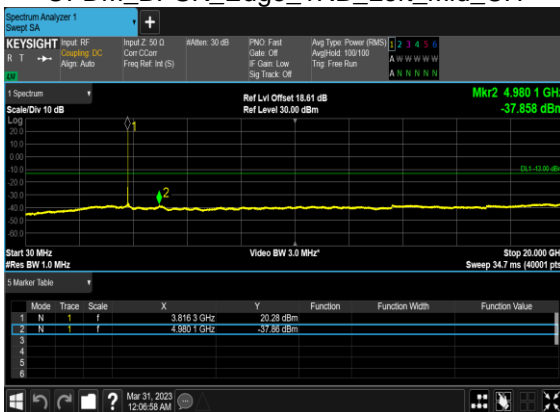 Spectrum Analyzer 1
Swept SA
KEYSIGHT
R T
Input: RF
Coupling: DC
Align: Auto
Input Z: 50 Ω
Corr CCorr
Freq Ref: Int (S)
#Atten: 30 dB
PNO: Fast
Gate: Off
IF Gain: Low
Sig Track: Off
Avg Type: Power (RMS)
Avg|Hold: 100/100
Trig: Free Run
1 2 3 4 5 6
A W W W W W
A N N N N N
1 Spectrum
Scale/Div 10 dB
Ref Lvl Offset 18.61 dB
Ref Level 30.00 dBm
Mkr2 4.980 1 GHz
-37.858 dBm
Log
20.0
10.0
0.00
-10.0
-20.0
-30.0
-40.0
-50.0
-60.0
1
2
DL1 -13.00 dBm
Start 30 MHz
#Res BW 1.0 MHz
Video BW 3.0 MHz*
Stop 20.000 GHz
Sweep 34.7 ms (40001 pts)
5 Marker Table
Mode Trace Scale X Y Function Function Width Function Value
1 N 1 f 3.816 3 GHz 20.28 dBm
2 N 1 f 4.980 1 GHz -37.86 dBm
3
4
5
6
?
Mar 31, 2023
12:06:58 AM